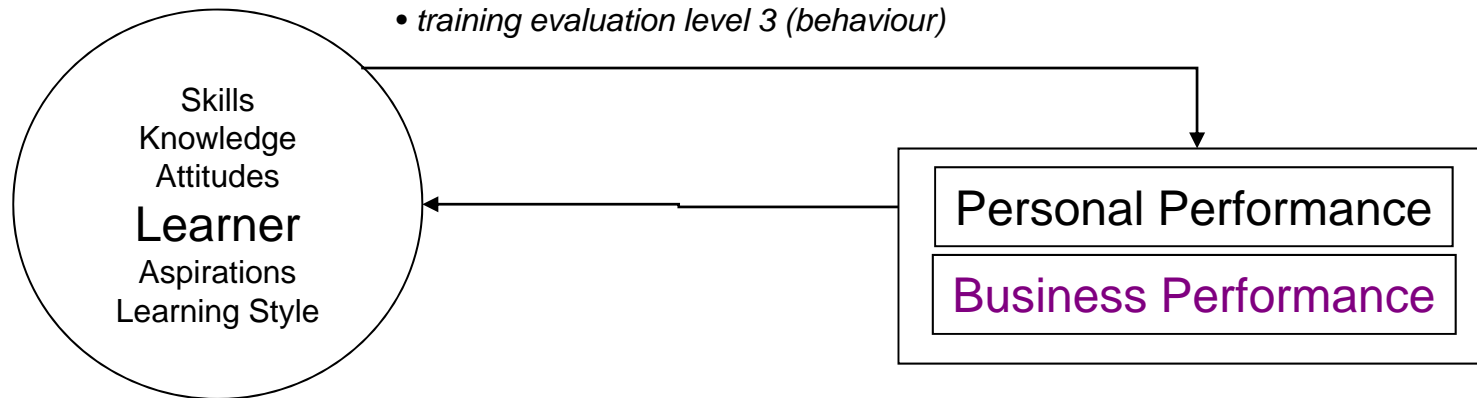 • training evaluation level 3 (behaviour)
Skills
Knowledge
Attitudes
Learner
Aspirations
Learning Style
Personal Performance
Business Performance